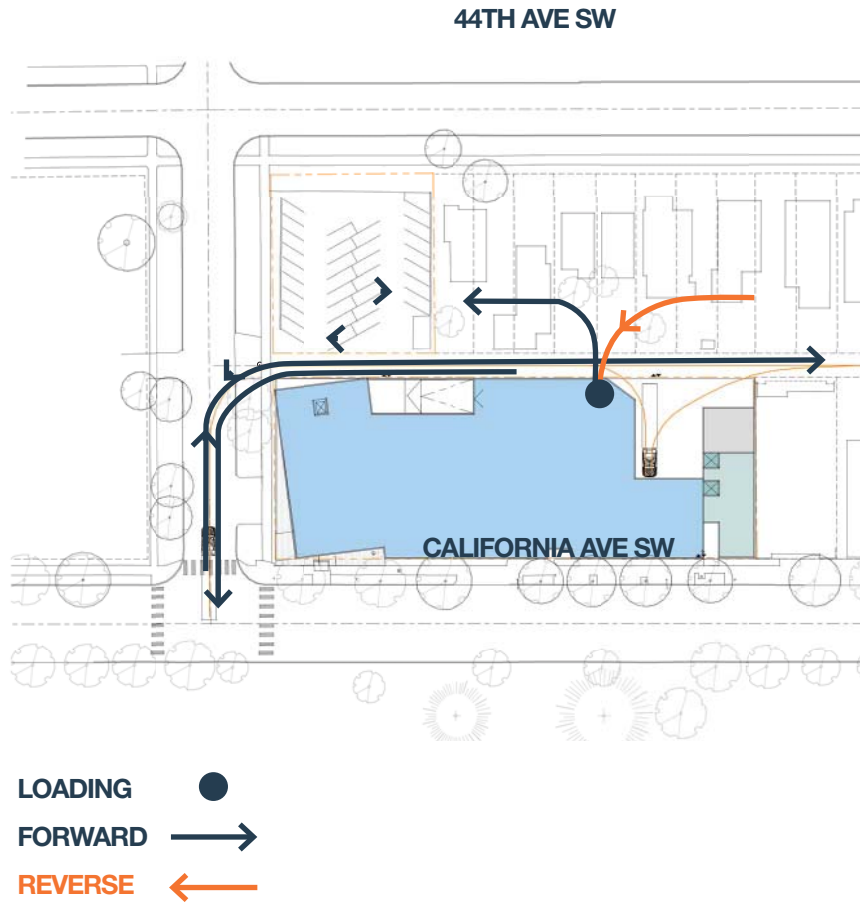 44TH AVE SW
CALIFORNIA AVE SW
LOADING
FORWARD
REVERSE